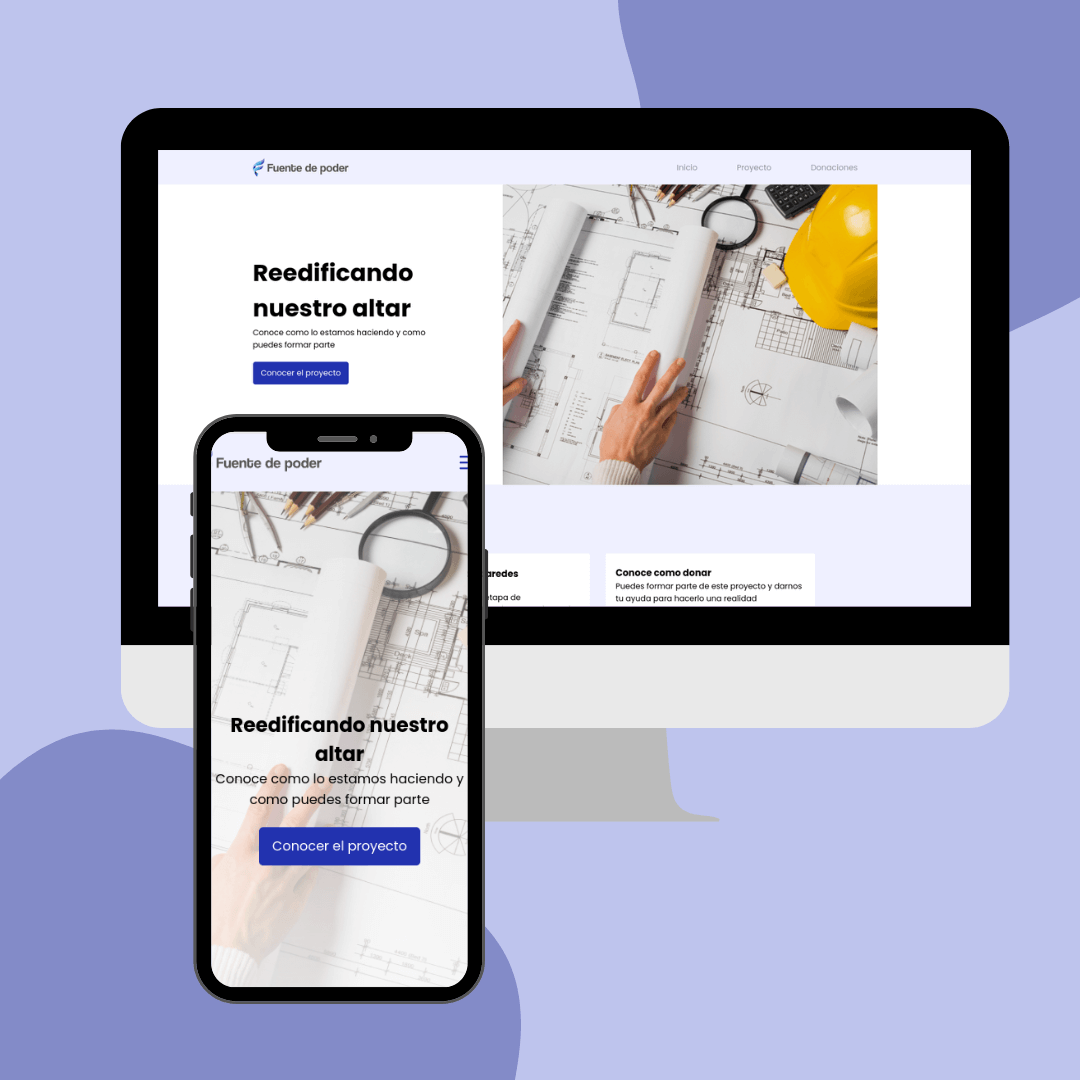 Fuente de poder
Inicio
Proyecto
Donaciones
Reedificando
nuestro altar
Conoce como lo estamos haciendo y como
puedes formar parte
Conocer el proyecto
aredes
etapa de
Conoce como donar
Puedes formar parte de este proyecto y darnos
tu ayuda para hacerlo una realidad
Fuente de poder
Reedificando nuestro
altar
Conoce como lo estamos haciendo y
como puedes formar parte
Conocer el proyecto